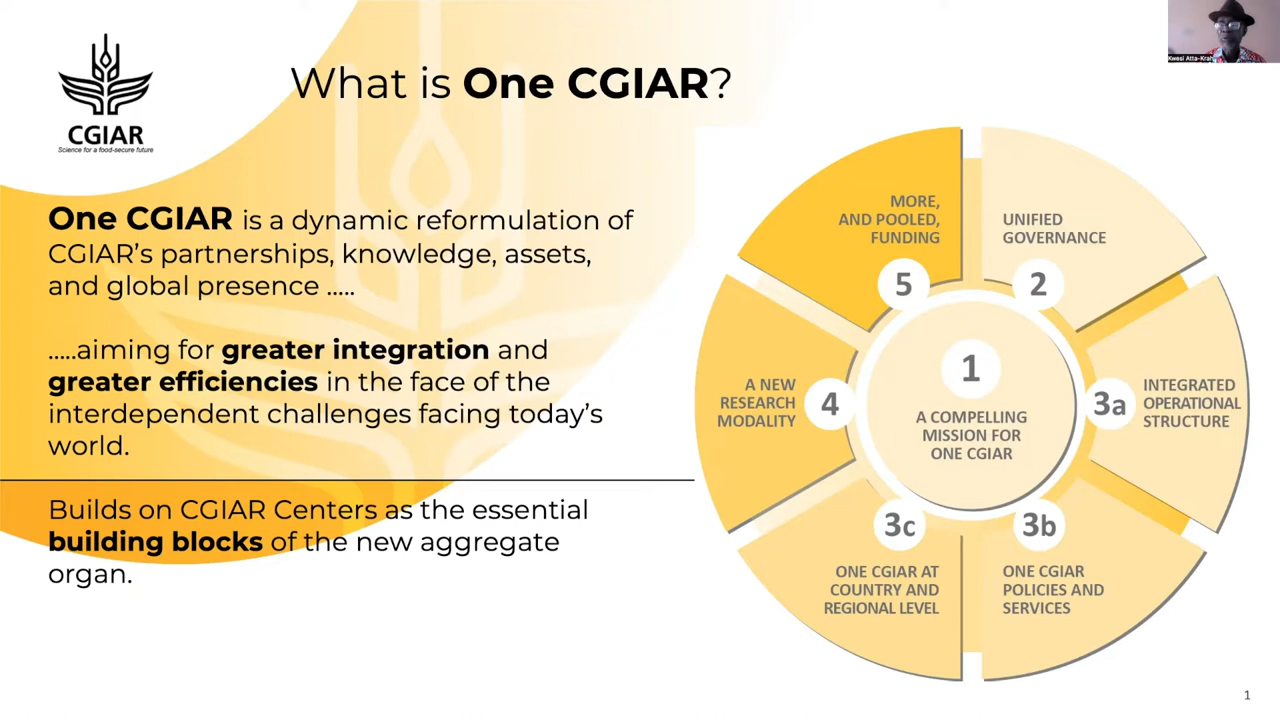 CGIAR
Science for a food-secure future
What is One CGIAR?
One CGIAR is a dynamic reformulation of
CGIAR’s partnerships, knowledge, assets,
and global presence .....
.....aiming for greater integration and
greater efficiencies in the face of the
interdependent challenges facing today’s
world.
Builds on CGIAR Centers as the essential
building blocks of the new aggregate
organ.
1
A COMPELLING
MISSION FOR
ONE CGIAR
2
UNIFIED
GOVERNANCE
3a
INTEGRATED
OPERATIONAL
STRUCTURE
3b
ONE CGIAR
POLICIES AND
SERVICES
3c
ONE CGIAR AT
COUNTRY AND
REGIONAL LEVEL
4
A NEW
RESEARCH
MODALITY
5
MORE,
AND POOLED,
FUNDING
Kwesi Atta-Krah
1